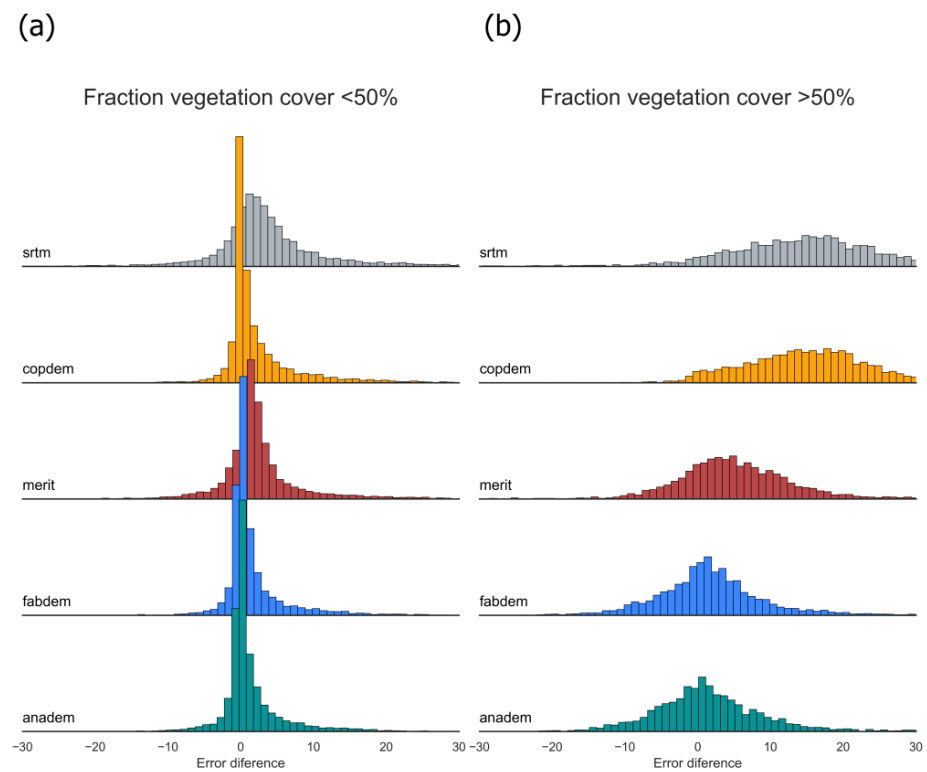 (a)
Fraction vegetation cover <50%
srtm
copdem
merit
fabdem
anadem
−30 −20 −10 0 10 20 30
Error diference
(b)
Fraction vegetation cover >50%
srtm
copdem
merit
fabdem
anadem
−30 −20 −10 0 10 20 30
Error diference